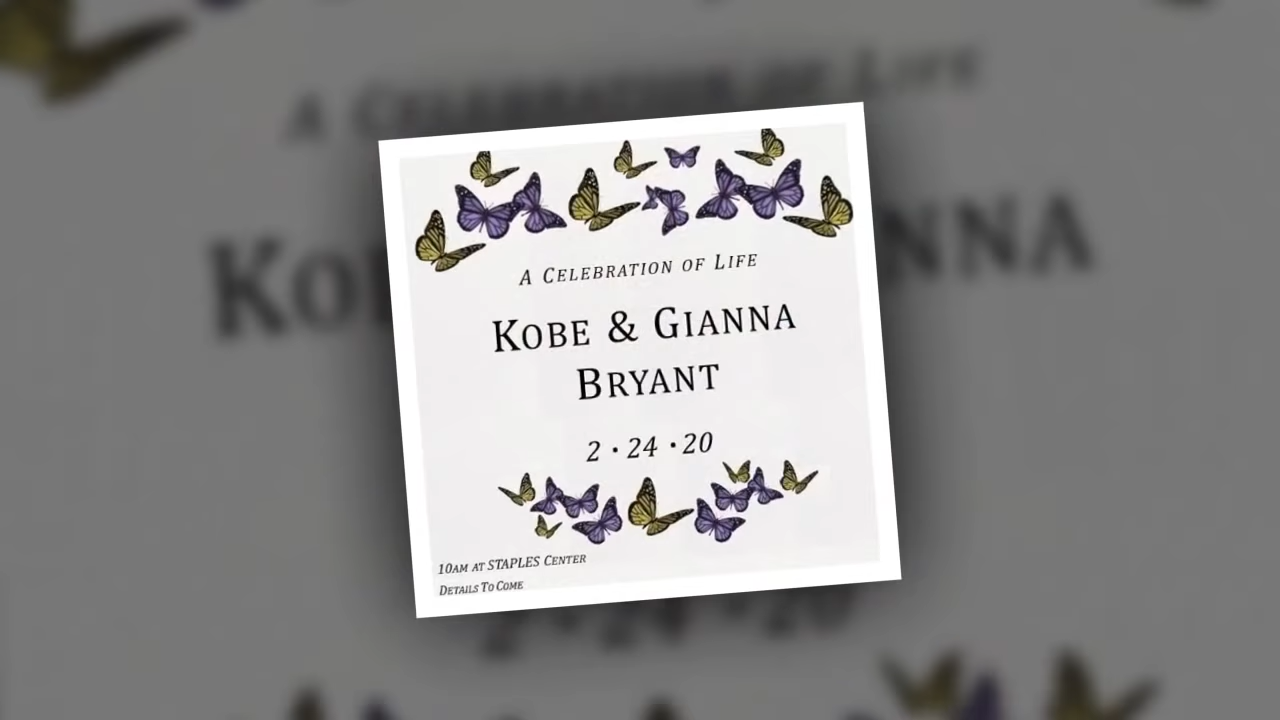 A Celebration of Life
Kobe & Gianna
Bryant
2 · 24 · 20
10am at STAPLES Center
Details To Come